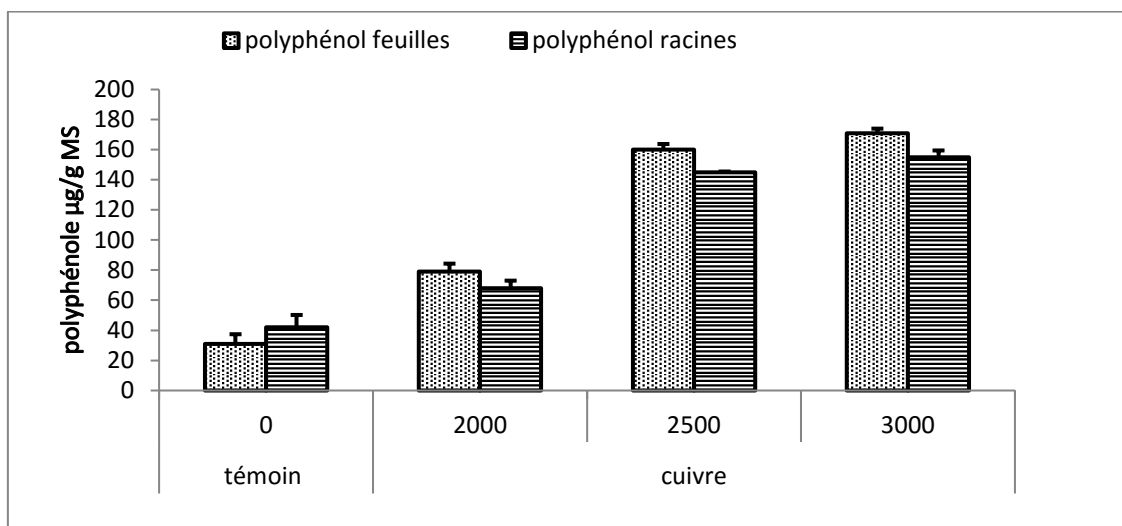 polyphénol feuilles polyphénol racines
polyphénole µg/g MS
200
180
160
140
120
100
80
60
40
20
0
0 2000 2500 3000
témoin cuivre